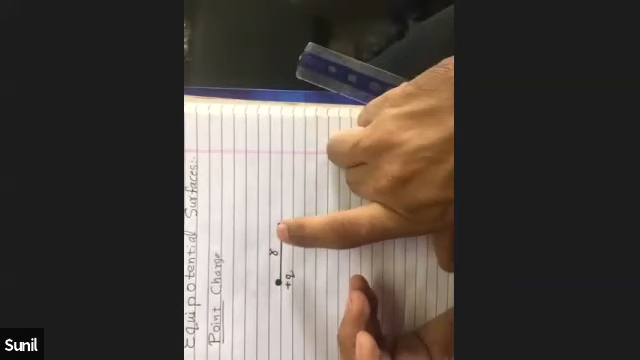 Equipotential Surfaces:-
Point Charge
r
+q
Sunil